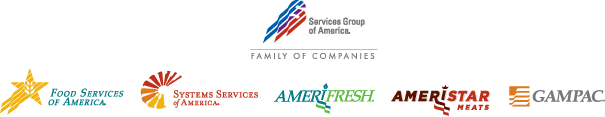 Services Group
of America.
FAMILY OF COMPANIES
FOOD SERVICES
OF AMERICA.
SYSTEMS SERVICES
of AMERICA.
AMERIFRESH.
AMERISTAR
MEATS
GAMPAC.